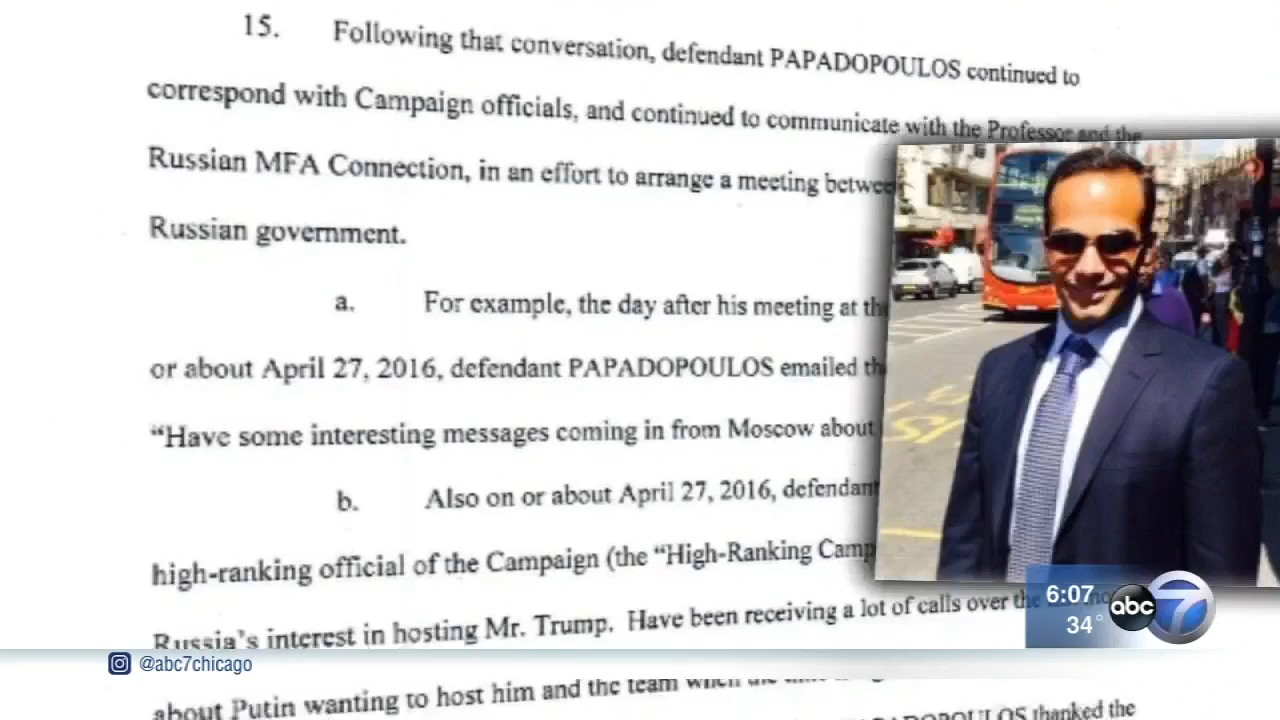 15. Following that conversation, defendant PAPADOPOULOS continued to
correspond with Campaign officials, and continued to communicate with the Professor and the
Russian MFA Connection, in an effort to arrange a meeting
Russian government.
a. For example, the day after his meeting at
or about April 27, 2016, defendant PAPADOPOULOS emailed
“Have some interesting messages coming in from Moscow about
b. Also on or about April 27, 2016, defendant
high-ranking official of the Campaign (the “High-Ranking
Russia’s interest in hosting Mr. Trump. Have been receiving a lot of calls over the
about Putin wanting to host him and the team when the
thanked the
6:07
34°
abc 7
@abc7chicago